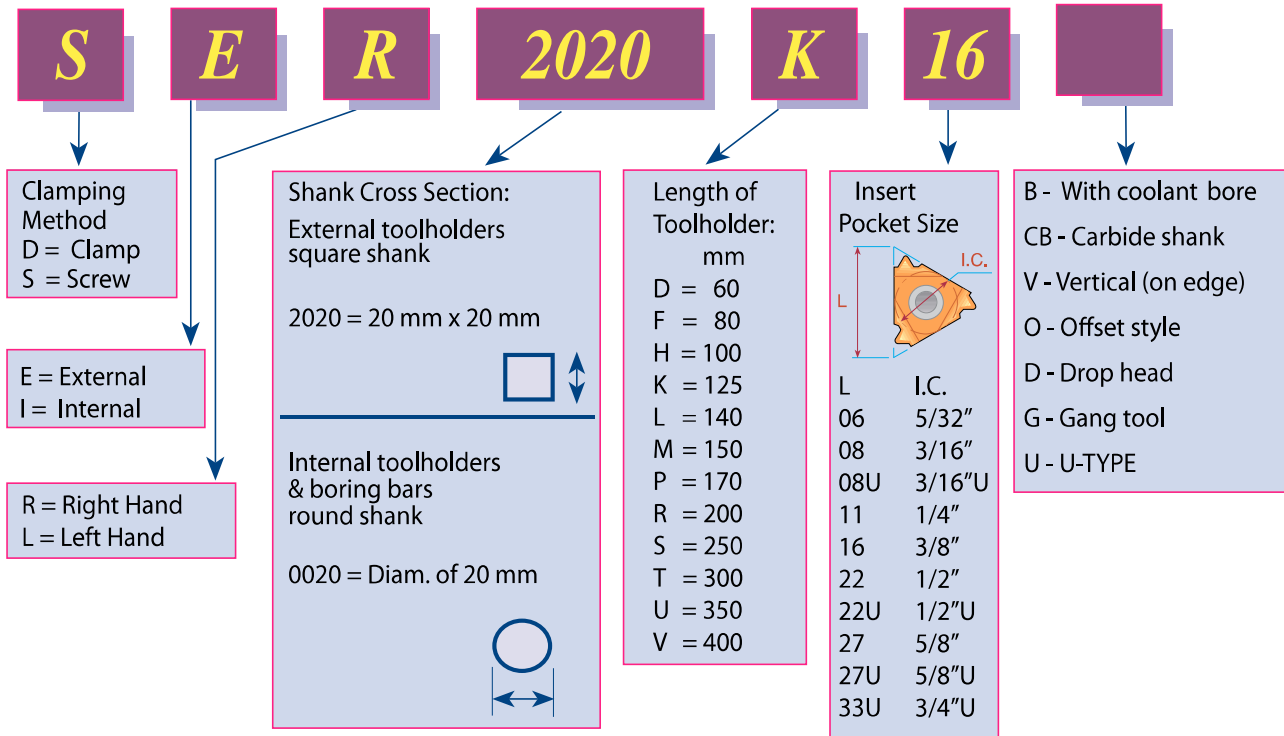 S E R 2020 K 16
Clamping
Method
D = Clamp
S = Screw
E = External
I = Internal
R = Right Hand
L = Left Hand
Shank Cross Section:
External toolholders
square shank
2020 = 20 mm x 20 mm
Internal toolholders
& boring bars
round shank
0020 = Diam. of 20 mm
Length of
Toolholder:
mm
D = 60
F = 80
H = 100
K = 125
L = 140
M = 150
P = 170
R = 200
S = 250
T = 300
U = 350
V = 400
Insert
Pocket Size
I.C.
L
L I.C.
06 5/32”
08 3/16”
08U 3/16”U
11 1/4”
16 3/8”
22 1/2”
22U 1/2”U
27 5/8”
27U 5/8”U
33U 3/4”U
B - With coolant bore
CB - Carbide shank
V - Vertical (on edge)
O - Offset style
D - Drop head
G - Gang tool
U - U-TYPE